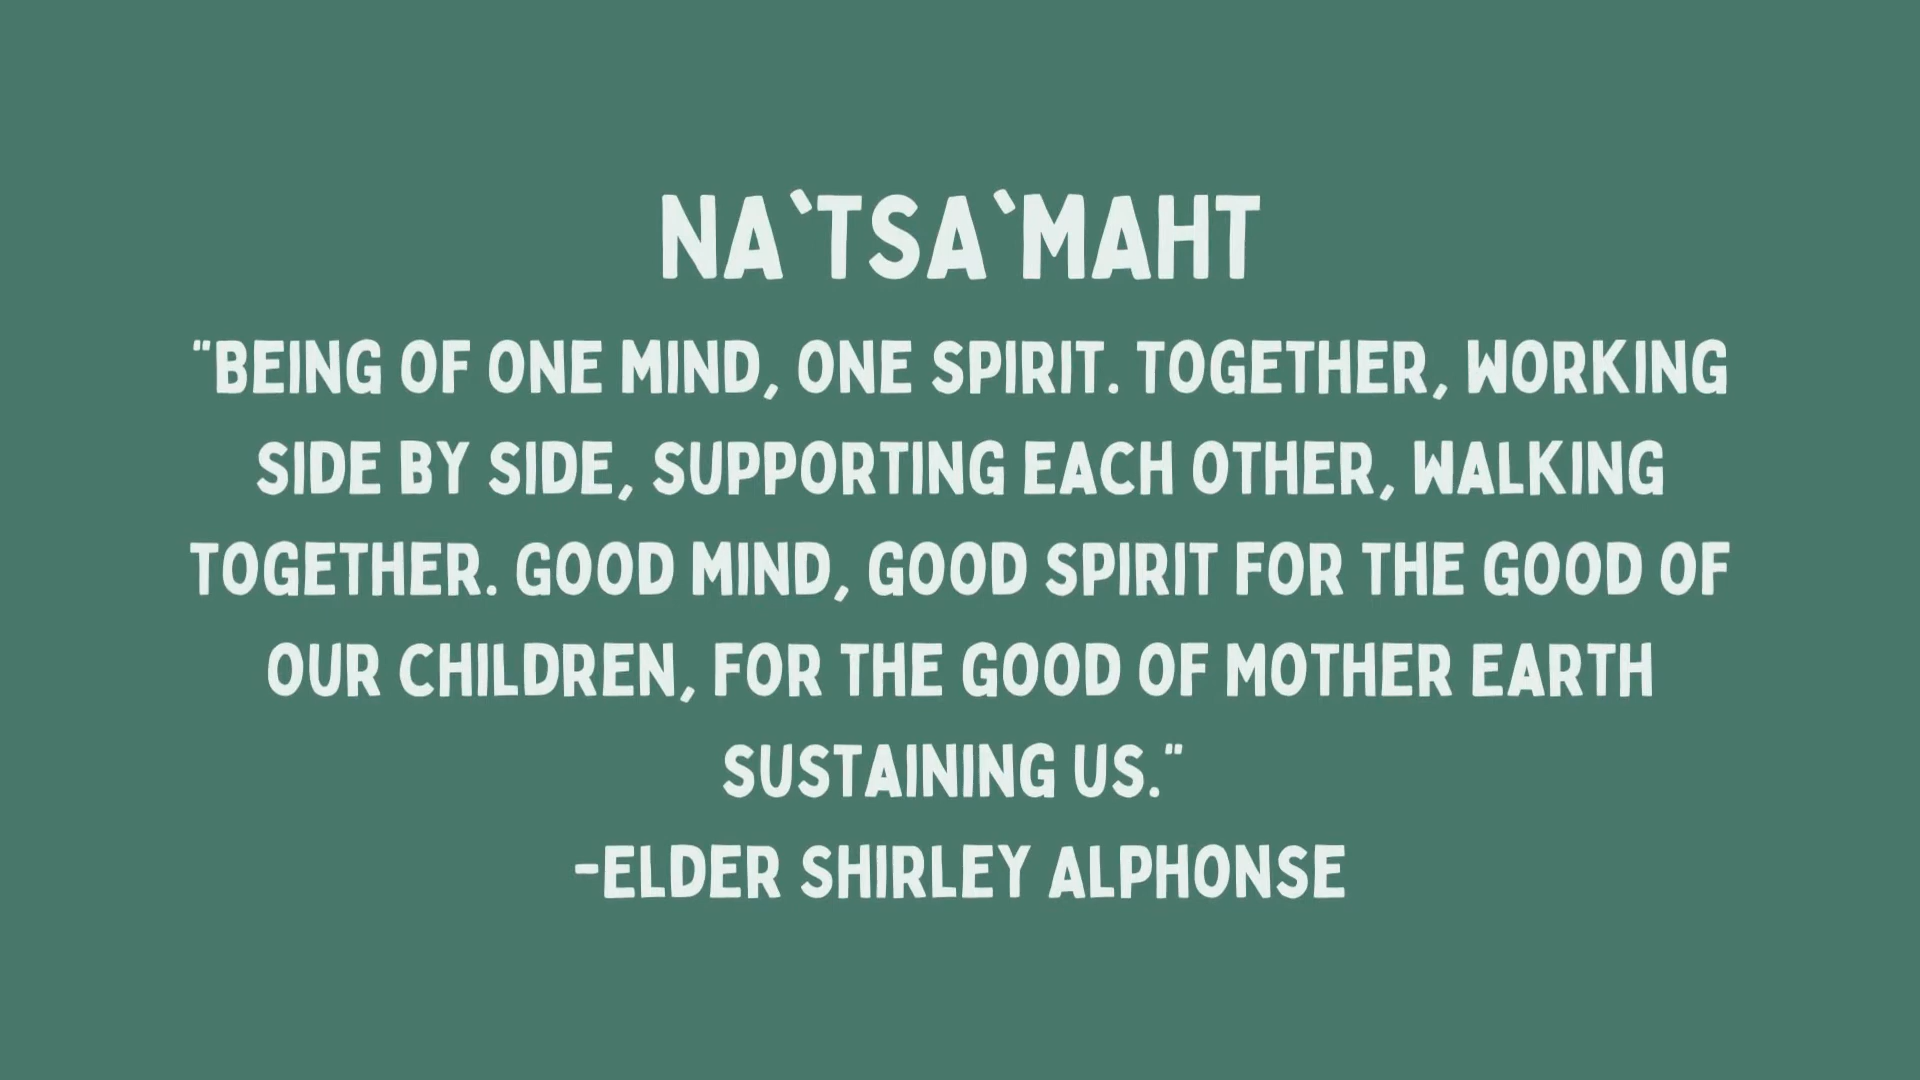 NA`TSA`MAHT
"BEING OF ONE MIND, ONE SPIRIT. TOGETHER, WORKING
SIDE BY SIDE, SUPPORTING EACH OTHER, WALKING
TOGETHER. GOOD MIND, GOOD SPIRIT FOR THE GOOD OF
OUR CHILDREN, FOR THE GOOD OF MOTHER EARTH
SUSTAINING US."
-ELDER SHIRLEY ALPHONSE